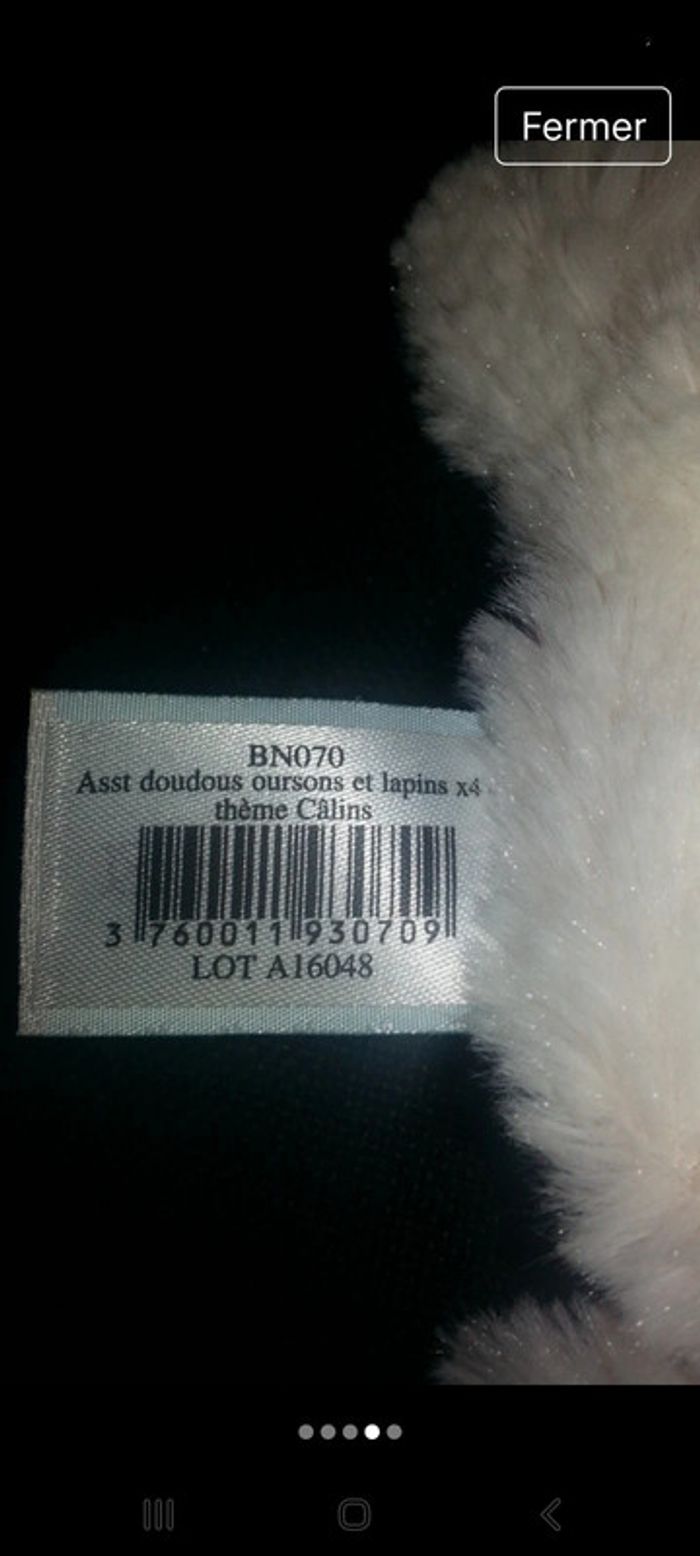 Fermer
BN070
Asst doudous oursons et lapins x4
thème Câlins
3 760011 930709
LOT A16048